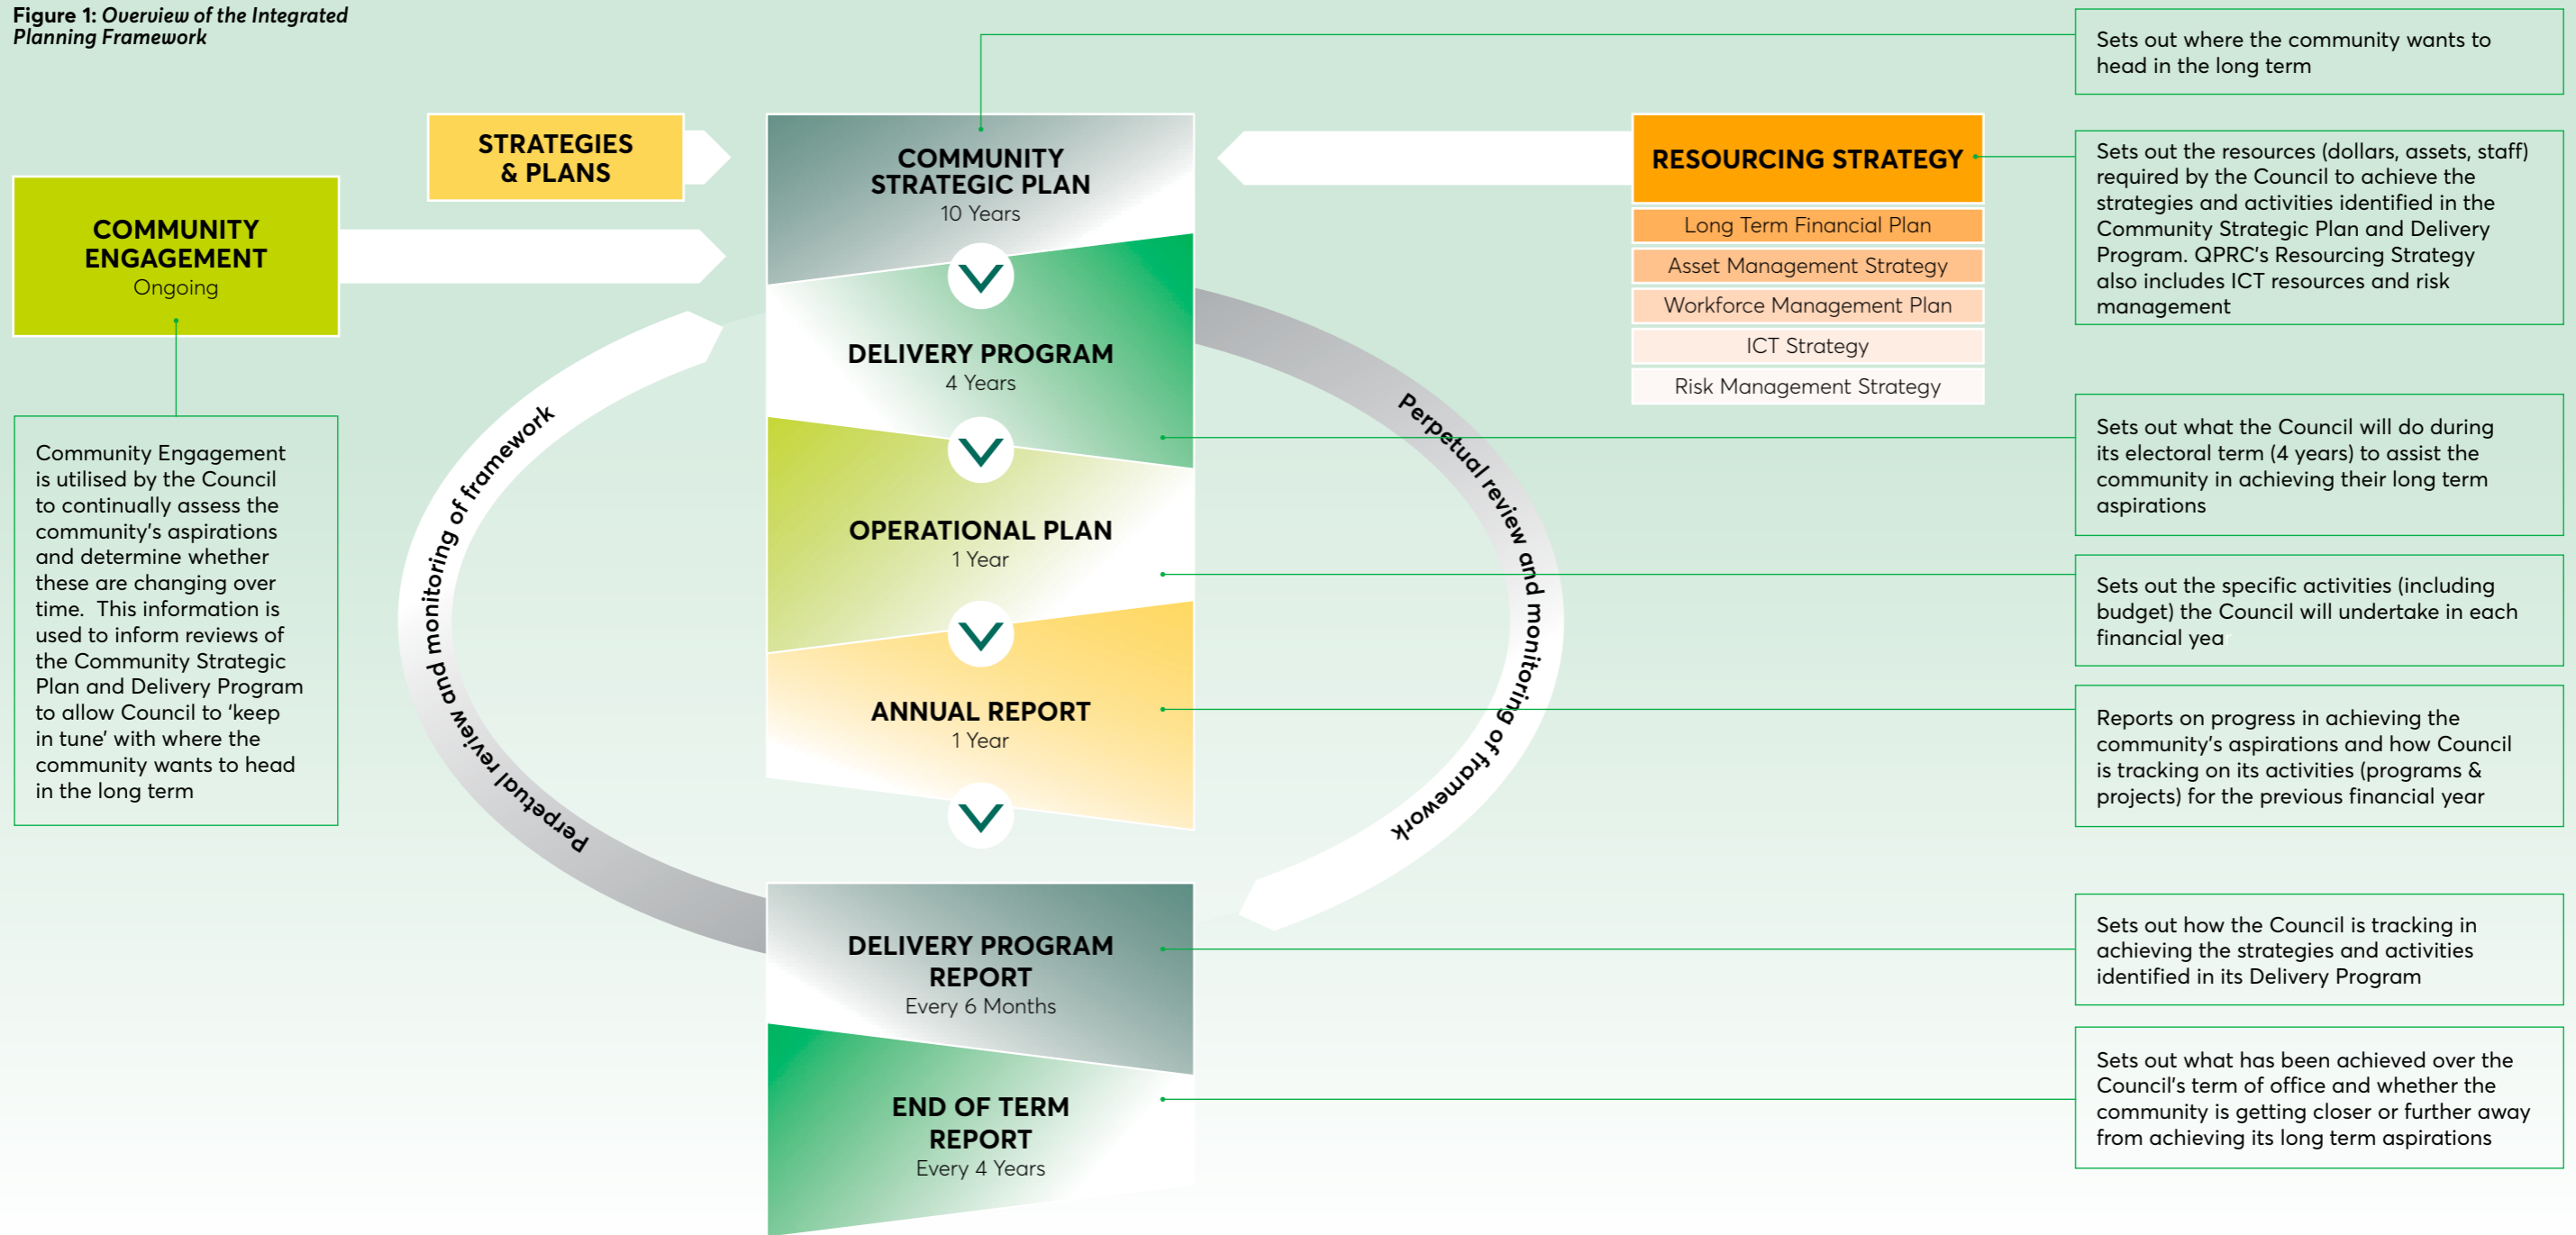 Figure 1: Overview of the Integrated
Planning Framework
STRATEGIES
& PLANS
COMMUNITY
ENGAGEMENT
Ongoing
Community Engagement
is utilised by the Council
to continually assess the
community's aspirations
and determine whether
these are changing over
time. This information is
used to inform reviews of
the Community Strategic
Plan and Delivery Program
to allow Council to ‘keep
in tune’ with where the
community wants to head
in the long term
Perpetual review and monitoring of framework
COMMUNITY
STRATEGIC PLAN
10 Years
DELIVERY PROGRAM
4 Years
OPERATIONAL PLAN
1 Year
ANNUAL REPORT
1 Year
DELIVERY PROGRAM
REPORT
Every 6 Months
END OF TERM
REPORT
Every 4 Years
Perpetual review and monitoring of framework
RESOURCING STRATEGY
Long Term Financial Plan
Asset Management Strategy
Workforce Management Plan
ICT Strategy
Risk Management Strategy
Sets out where the community wants to
head in the long term
Sets out the resources (dollars, assets, staff)
required by the Council to achieve the
strategies and activities identified in the
Community Strategic Plan and Delivery
Program. QPRC's Resourcing Strategy
also includes ICT resources and risk
management
Sets out what the Council will do during
its electoral term (4 years) to assist the
community in achieving their long term
aspirations
Sets out the specific activities (including
budget) the Council will undertake in each
financial year
Reports on progress in achieving the
community's aspirations and how Council
is tracking on its activities (programs &
projects) for the previous financial year
Sets out how the Council is tracking in
achieving the strategies and activities
identified in its Delivery Program
Sets out what has been achieved over the
Council's term of office and whether the
community is getting closer or further away
from achieving its long term aspirations